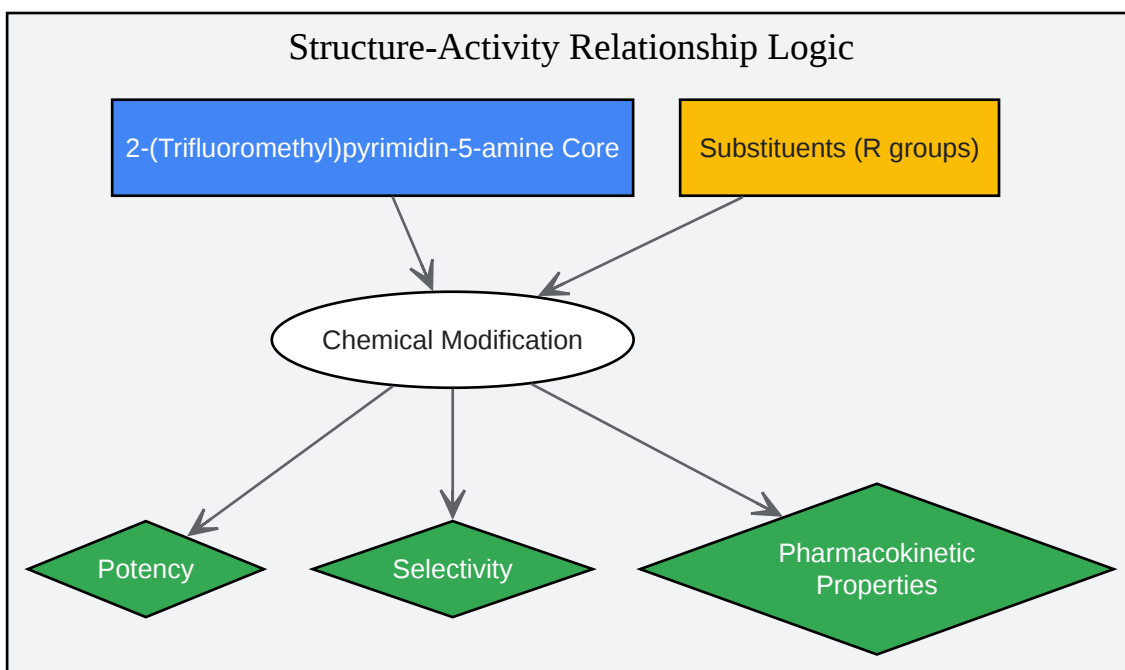 Structure-Activity Relationship Logic
2-(Trifluoromethyl)pyrimidin-5-amine Core
Substituents (R groups)
Chemical Modification
Potency
Selectivity
Pharmacokinetic
Properties